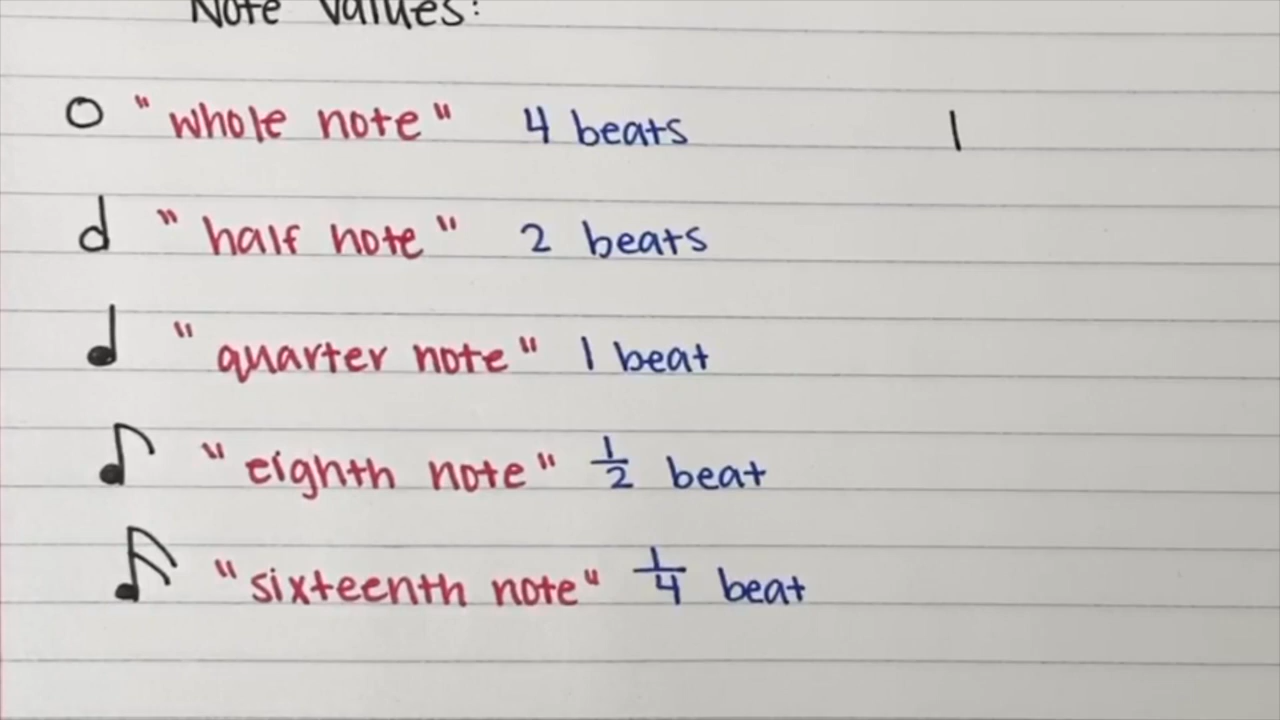 Note Values:
"whole note" 4 beats |
"half note" 2 beats
"quarter note" 1 beat
"eighth note" 1/2 beat
"sixteenth note" 1/4 beat